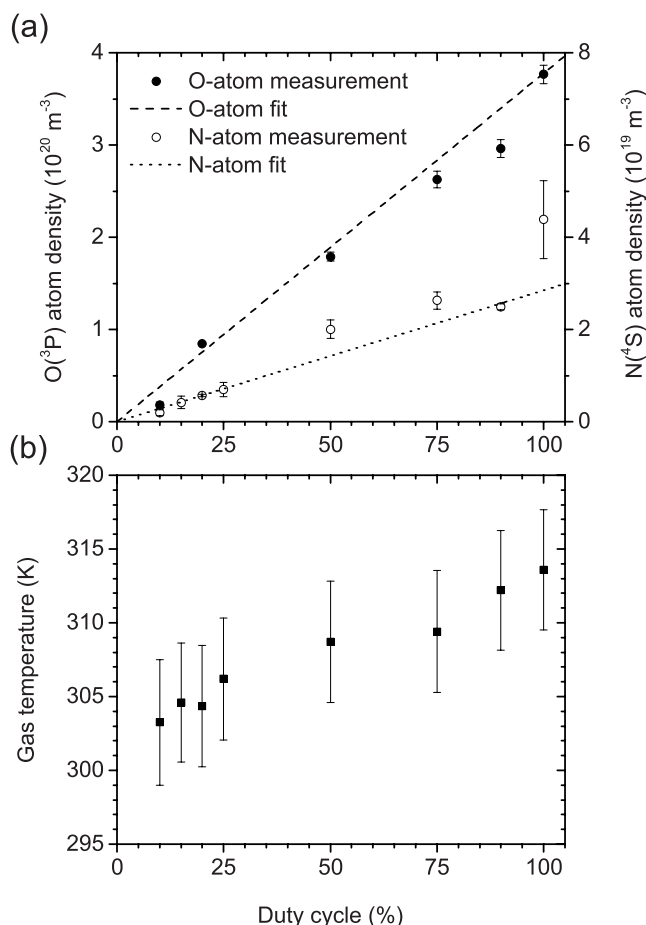 (a)
O-atom measurement
O-atom fit
N-atom measurement
N-atom fit
O(³P) atom density (10²⁰ m⁻³)
N(⁴S) atom density (10¹⁹ m⁻³)
4
3
2
1
0
8
6
4
2
0
0 25 50 75 100
(b)
Gas temperature (K)
320
315
310
305
300
295
0 25 50 75 100
Duty cycle (%)